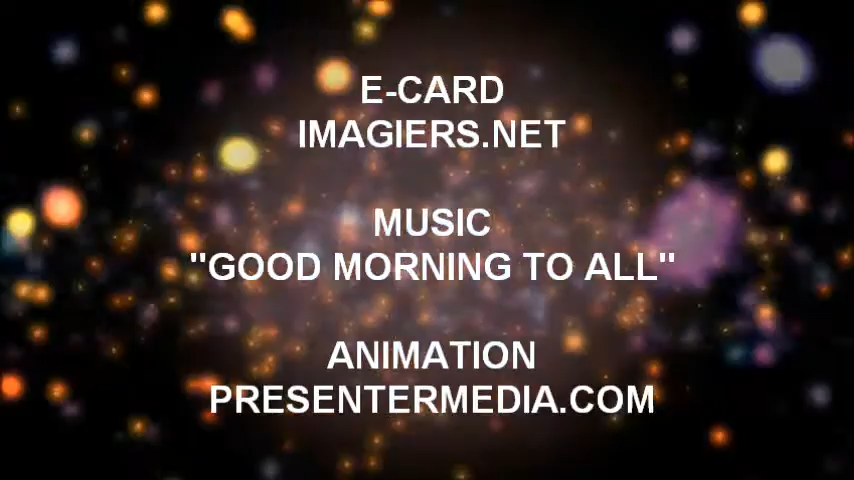 E-CARD
IMAGIERS.NET
MUSIC
"GOOD MORNING TO ALL"
ANIMATION
PRESENTERMEDIA.COM